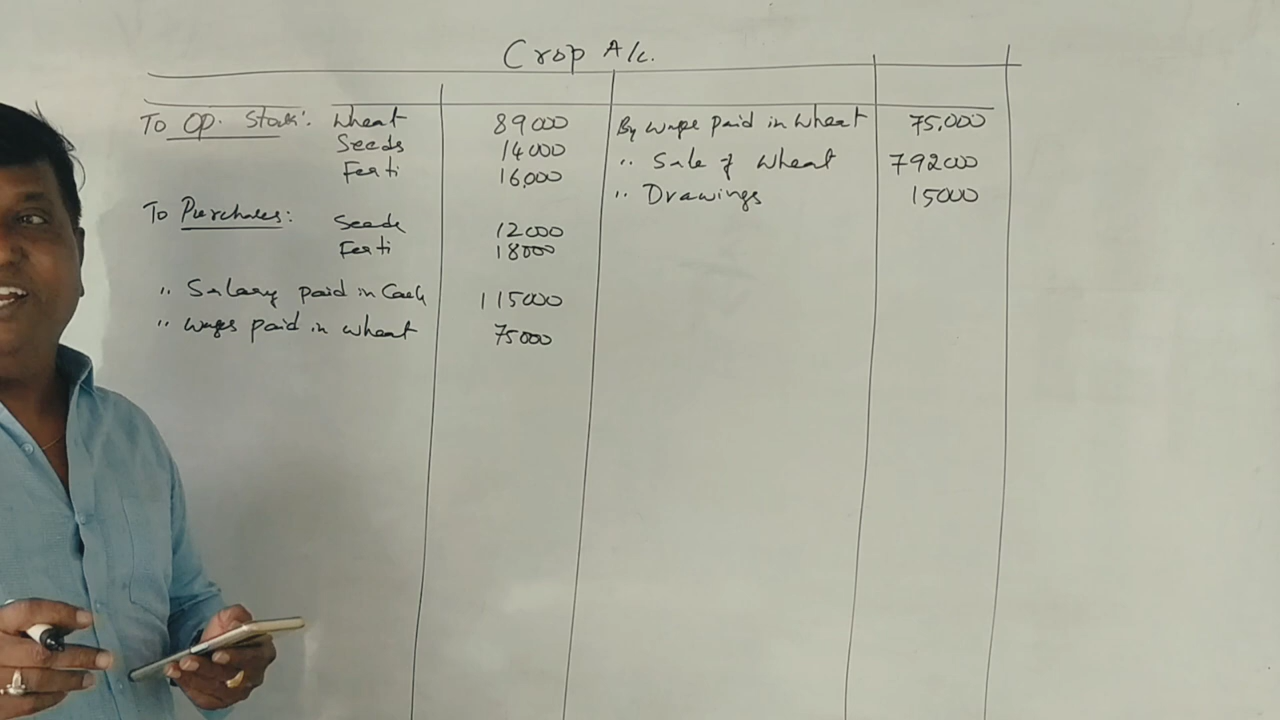 Crop A/c.
To Op. Stock: Wheat 89000
Seeds 14000
Ferti 16,000
To Purchases: Seeds 12000
Ferti 18000
" Salary paid in Cash 115000
" Wages paid in wheat 75000
By wage paid in wheat 75,000
" Sale of wheat 792000
" Drawings 15000